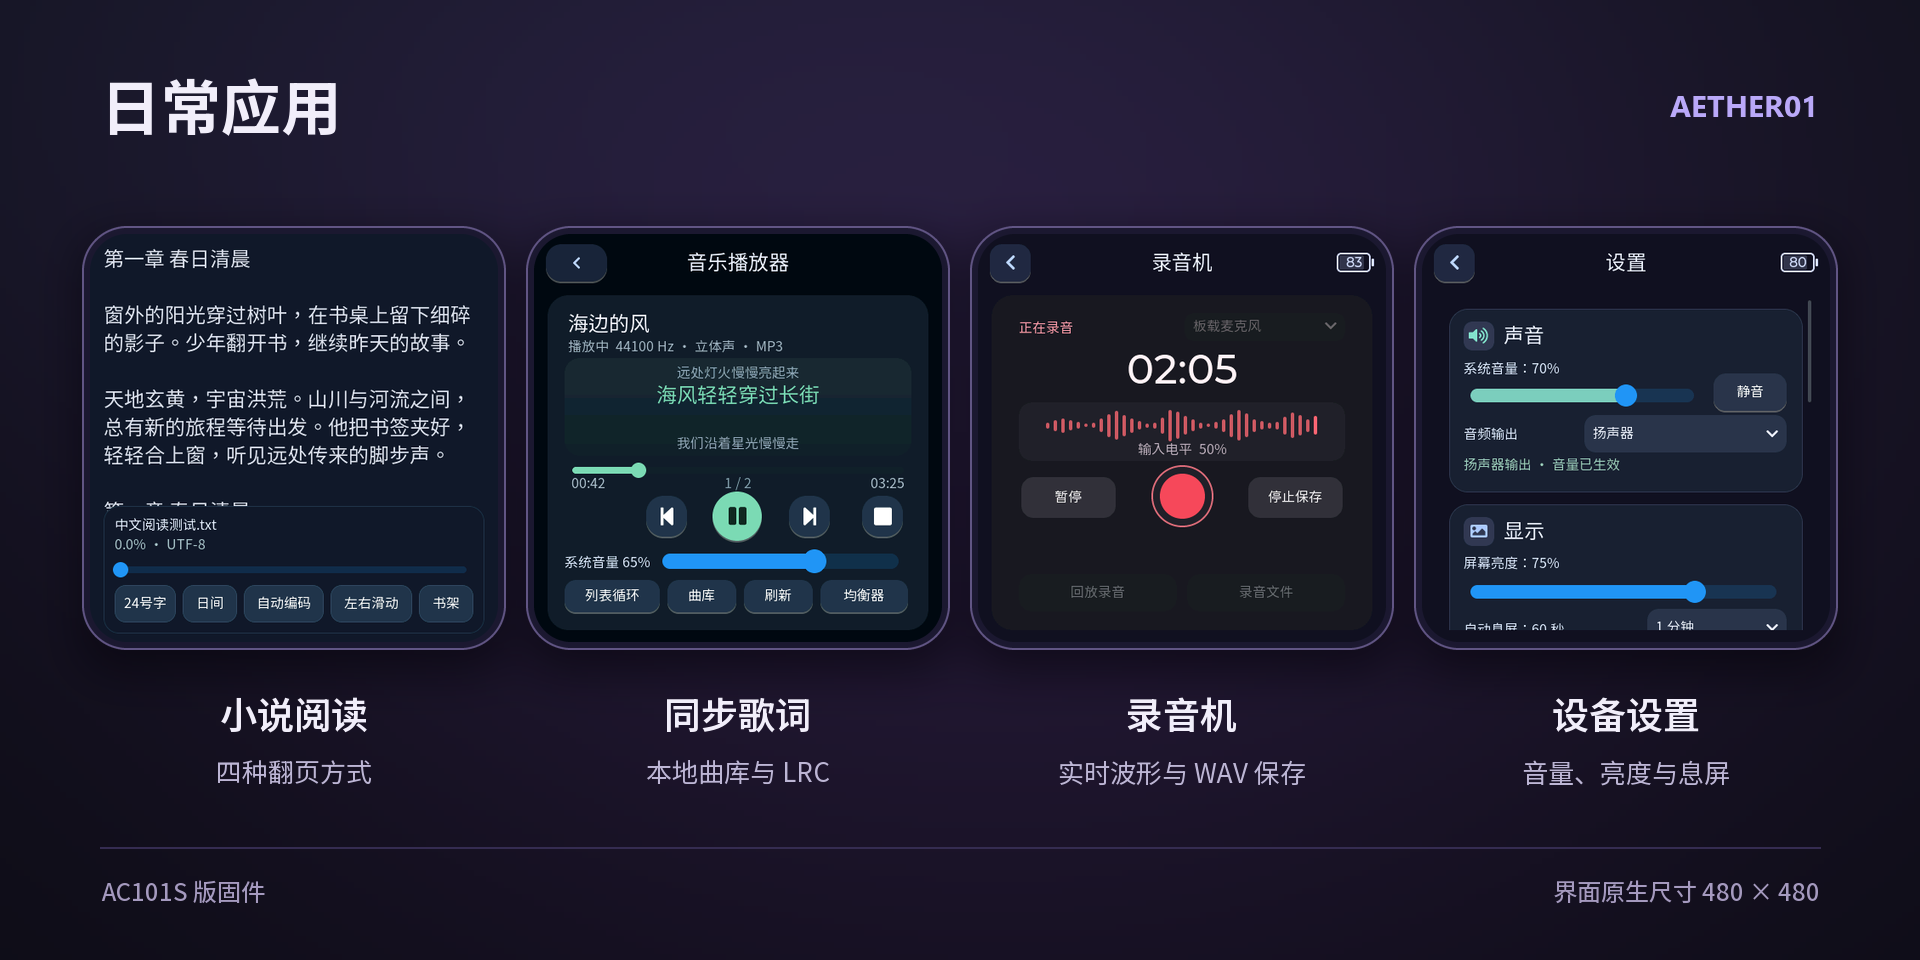 日常应用
AETHER01
第一章 春日清晨
窗外的阳光穿过树叶，在书桌上留下细碎
的影子。少年翻开书，继续昨天的故事。
天地玄黄，宇宙洪荒。山川与河流之间，
总有新的旅程等待出发。他把书签夹好，
轻轻合上窗，听见远处传来的脚步声。
中文阅读测试.txt
0.0% • UTF-8
24号字
日间
自动编码
左右滑动
书架
音乐播放器
海边的风
播放中 44100 Hz • 立体声 • MP3
远处灯火慢慢亮起来
海风轻轻穿过长街
我们沿着星光慢慢走
00:42
1 / 2
03:25
系统音量 65%
列表循环
曲库
刷新
均衡器
录音机
83
正在录音
板载麦克风
02:05
输入电平 50%
暂停
停止保存
回放录音
录音文件
设置
80
声音
系统音量：70%
静音
音频输出
扬声器
扬声器输出 • 音量已生效
显示
屏幕亮度：75%
自动息屏：60 秒
1 分钟
小说阅读
四种翻页方式
同步歌词
本地曲库与 LRC
录音机
实时波形与 WAV 保存
设备设置
音量、亮度与息屏
AC101S 版固件
界面原生尺寸 480 × 480